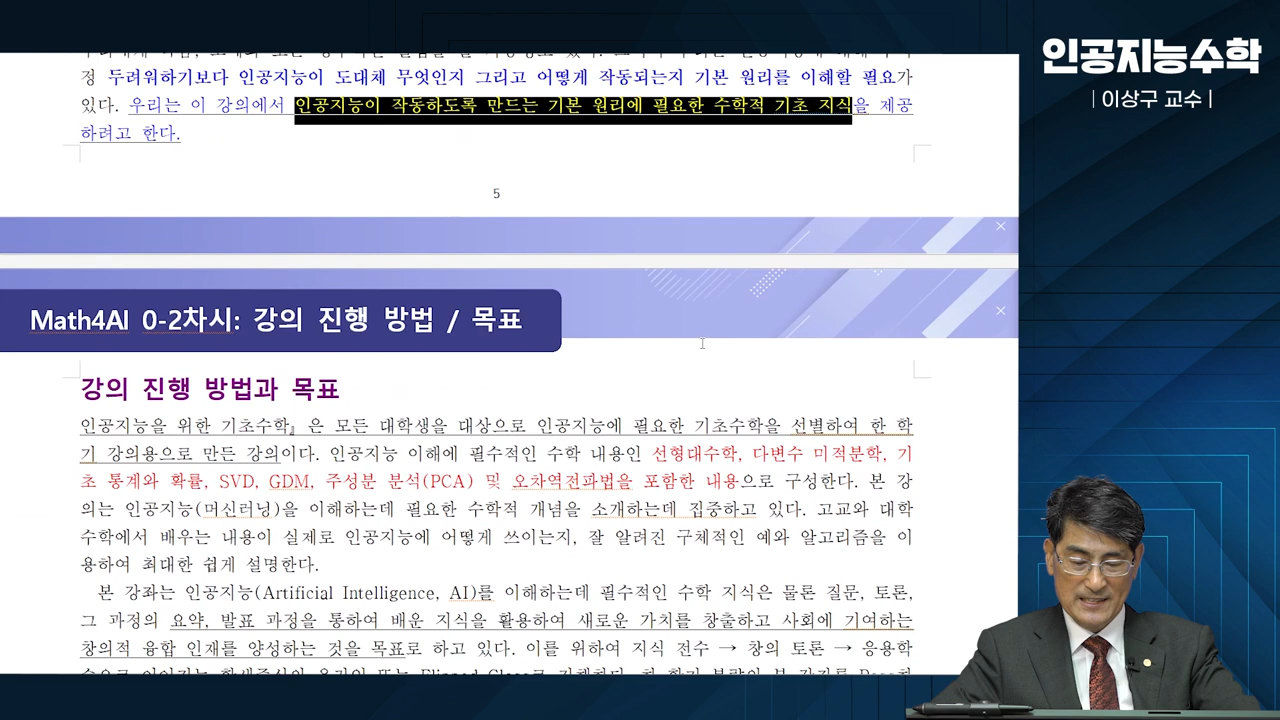 인공지능수학
| 이상구 교수 |
정 두려워하기보다 인공지능이 도대체 무엇인지 그리고 어떻게 작동되는지 기본 원리를 이해할 필요가
있다. 우리는 이 강의에서 인공지능이 작동하도록 만드는 기본 원리에 필요한 수학적 기초 지식을 제공
하려고 한다.
5
Math4AI 0-2차시: 강의 진행 방법 / 목표
강의 진행 방법과 목표
인공지능을 위한 기초수학』은 모든 대학생을 대상으로 인공지능에 필요한 기초수학을 선별하여 한 학
기 강의용으로 만든 강의이다. 인공지능 이해에 필수적인 수학 내용인 선형대수학, 다변수 미적분학, 기
초 통계와 확률, SVD, GDM, 주성분 분석(PCA) 및 오차역전파법을 포함한 내용으로 구성한다. 본 강
의는 인공지능(머신러닝)을 이해하는데 필요한 수학적 개념을 소개하는데 집중하고 있다. 고교와 대학
수학에서 배우는 내용이 실제로 인공지능에 어떻게 쓰이는지, 잘 알려진 구체적인 예와 알고리즘을 이
용하여 최대한 쉽게 설명한다.
본 강좌는 인공지능(Artificial Intelligence, AI)를 이해하는데 필수적인 수학 지식은 물론 질문, 토론,
그 과정의 요약, 발표 과정을 통하여 배운 지식을 활용하여 새로운 가치를 창출하고 사회에 기여하는
창의적 융합 인재를 양성하는 것을 목표로 하고 있다. 이를 위하여 지식 전수 → 창의 토론 → 응용학